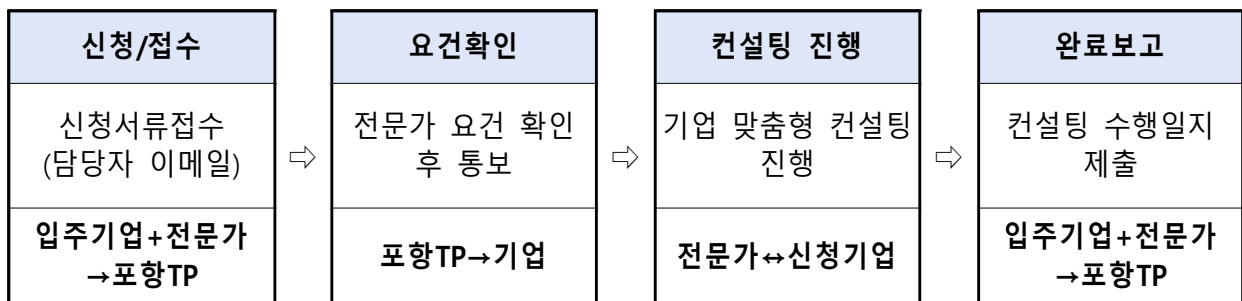 신청/접수
신청서류접수
(담당자 이메일)
입주기업+전문가
→포항TP
⇨
요건확인
전문가 요건 확인
후 통보
포항TP→기업
⇨
컨설팅 진행
기업 맞춤형 컨설팅
진행
전문가↔신청기업
⇨
완료보고
컨설팅 수행일지
제출
입주기업+전문가
→포항TP